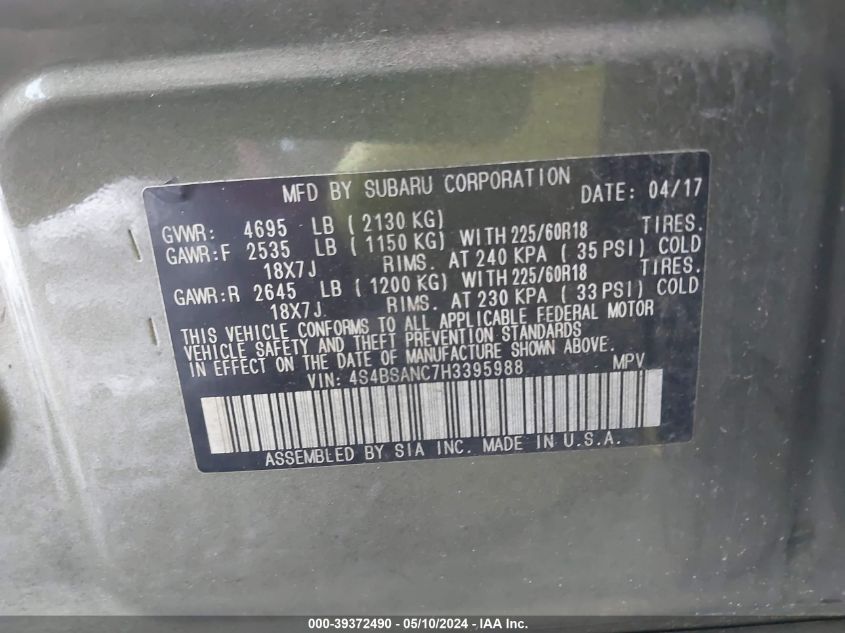 MFD BY SUBARU CORPORATION DATE: 04/17
GVWR: 4695 LB ( 2130 KG)
GAWR:F 2535 LB ( 1150 KG) WITH 225/60R18 TIRES.
18X7J RIMS. AT 240 KPA ( 35 PSI) COLD
GAWR:R 2645 LB ( 1200 KG) WITH 225/60R18 TIRES.
18X7J RIMS. AT 230 KPA ( 33 PSI) COLD
THIS VEHICLE CONFORMS TO ALL APPLICABLE FEDERAL MOTOR
VEHICLE SAFETY AND THEFT PREVENTION STANDARDS
IN EFFECT ON THE DATE OF MANUFACTURE SHOWN ABOVE.
VIN: 4S4BSANC7H3395988 MPV
ASSEMBLED BY SIA INC. MADE IN U.S.A.
000-39372490 - 05/10/2024 - IAA Inc.